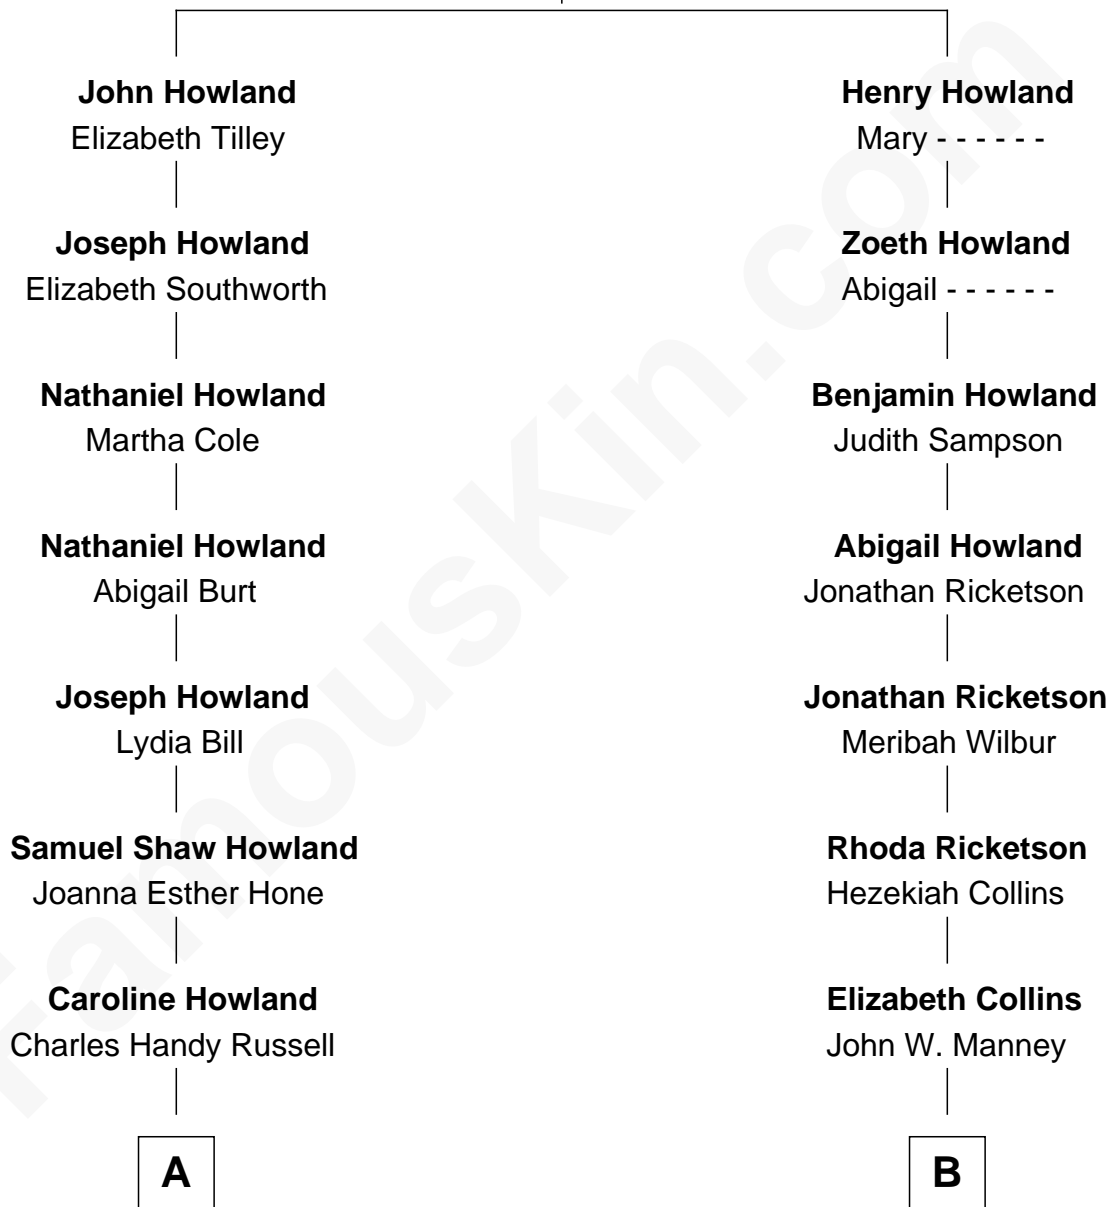 John Howland
Elizabeth Tilley
Henry Howland
Mary - - - - - -
Joseph Howland
Elizabeth Southworth
Zoeth Howland
Abigail - - - - - -
Nathaniel Howland
Martha Cole
Benjamin Howland
Judith Sampson
Nathaniel Howland
Abigail Burt
Abigail Howland
Jonathan Ricketson
Joseph Howland
Lydia Bill
Jonathan Ricketson
Meribah Wilbur
Samuel Shaw Howland
Joanna Esther Hone
Rhoda Ricketson
Hezekiah Collins
Caroline Howland
Charles Handy Russell
Elizabeth Collins
John W. Manney
A
B
FamousKin.com